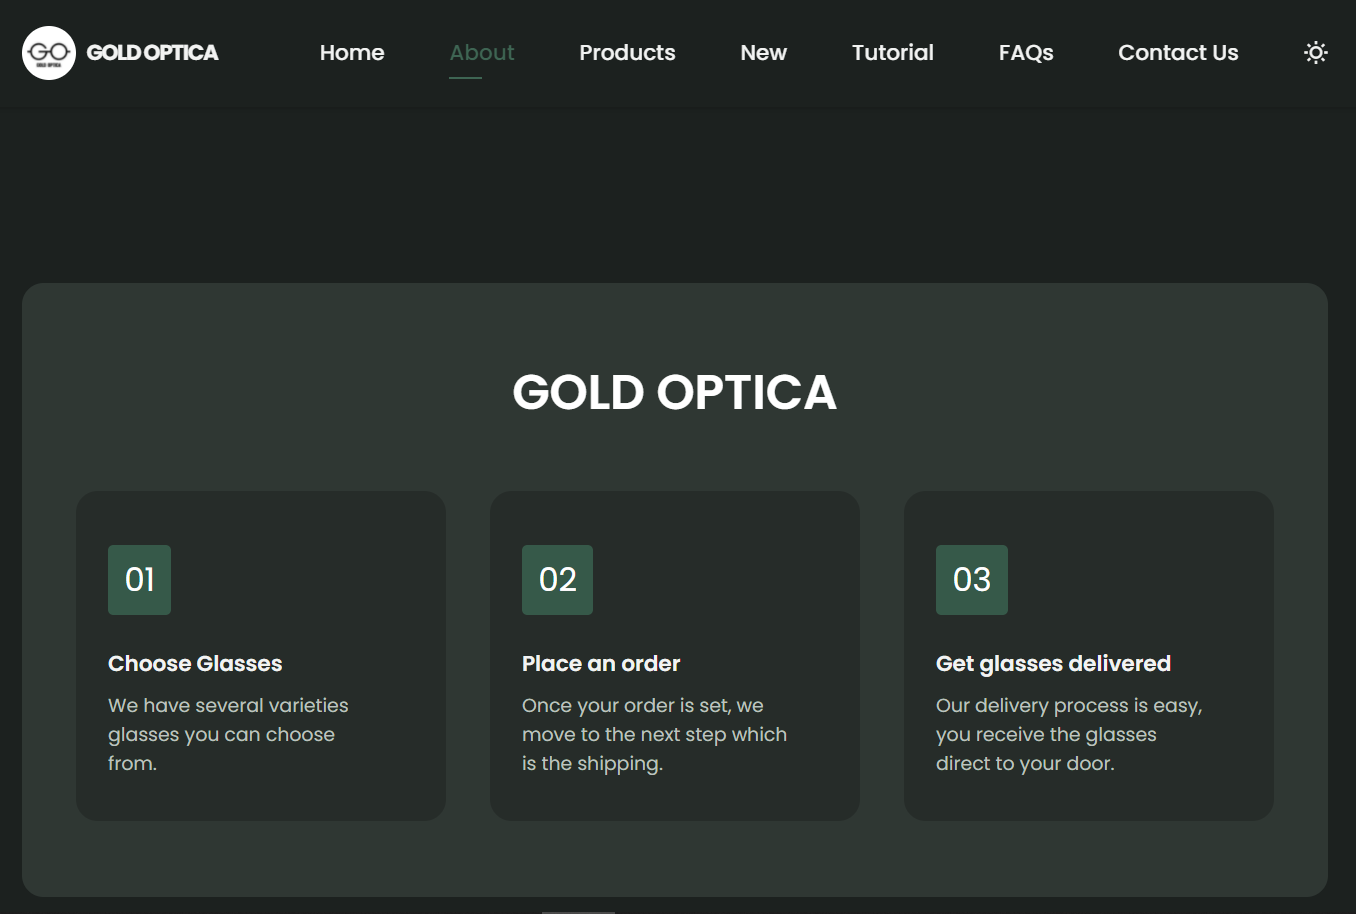 GO
GOLD OPTICA
GOLD OPTICA
Home
About
Products
New
Tutorial
FAQs
Contact Us
GOLD OPTICA
01
Choose Glasses
We have several varieties
glasses you can choose
from.
02
Place an order
Once your order is set, we
move to the next step which
is the shipping.
03
Get glasses delivered
Our delivery process is easy,
you receive the glasses
direct to your door.